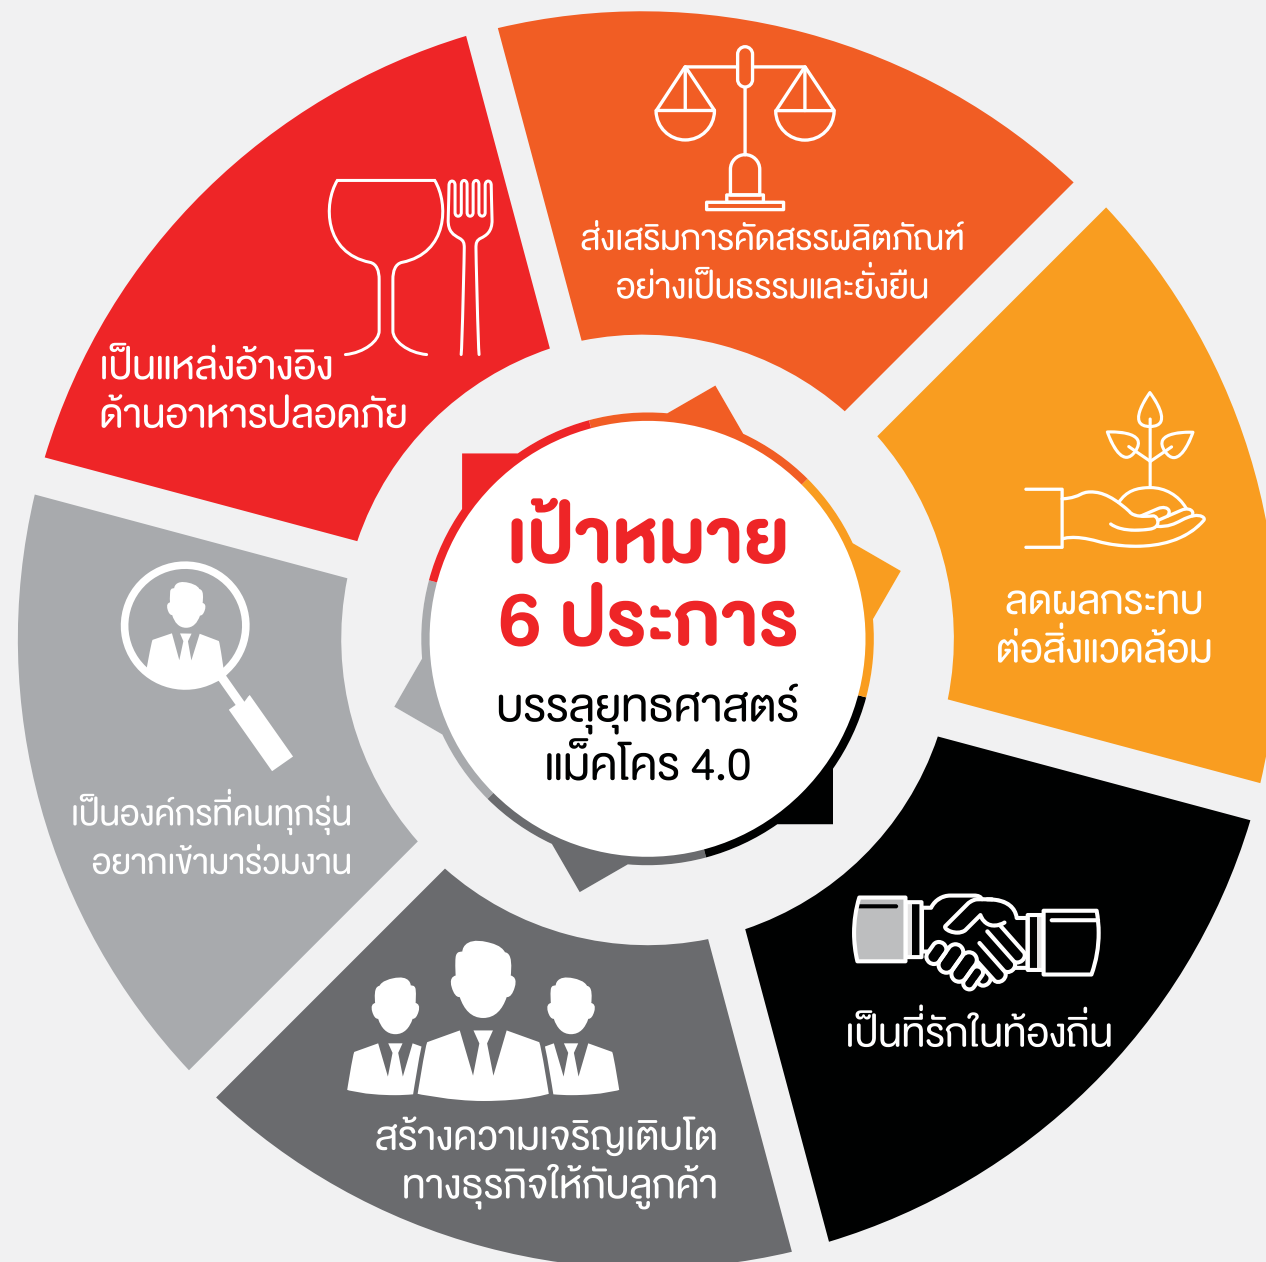 เป้าหมาย
6 ประการ
บรรลุยุทธศาสตร์
แม็คโคร 4.0
เป็นแหล่งอ้างอิง
ด้านอาหารปลอดภัย
ส่งเสริมการคัดสรรผลิตภัณฑ์
อย่างเป็นธรรมและยั่งยืน
ลดผลกระทบ
ต่อสิ่งแวดล้อม
เป็นที่รักในท้องถิ่น
สร้างความเจริญเติบโต
ทางธุรกิจให้กับลูกค้า
เป็นองค์กรที่คนทุกรุ่น
อยากเข้ามาร่วมงาน